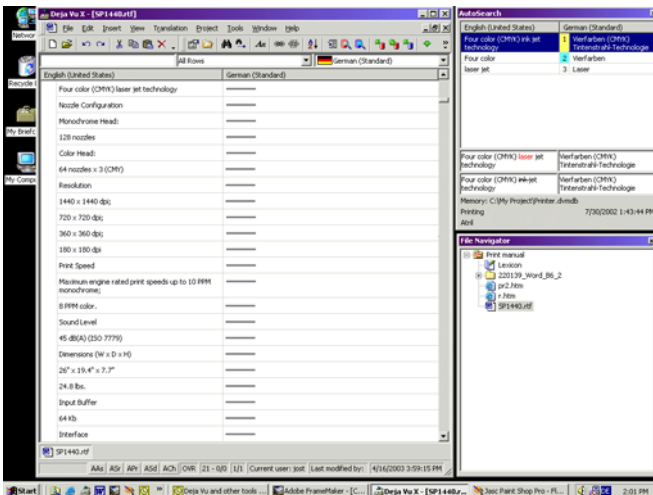 Deja Vu X - [SP1440.rtf]
File Edit Insert View Translation Project Tools Window Help
All Rows
German (Standard)
English (United States) German (Standard)
Four color (CMYK) laser jet technology
Nozzle Configuration
Monochrome Head:
128 nozzles
Color Head:
64 nozzles x 3 (CMY)
Resolution
1440 x 1440 dpi;
720 x 720 dpi;
360 x 360 dpi;
180 x 180 dpi
Print Speed
Maximum engine rated print speeds up to 10 PPM
monochrome;
8 PPM color.
Sound Level
45 dB(A) (ISO 7779)
Dimensions (W x D x H)
26" x 19.4" x 7.7"
24.8 lbs.
Input Buffer
64 Kb
Interface
SP1440.rtf
AAs ASr APr ASd ACh OVR 21 - 0/0 1/1 Current user: jost Last modified by: 4/16/2003 3:59:15 PM
Networ
Recycle
My Briefc
My Compu
AutoSearch
English (United States) German (Standard)
Four color (CMYK) ink jet
technology
1 Vierfarben (CMYK)
Tintenstrahl-Technologie
Four color 2 Vierfarben
laser jet 3 Laser
Four color (CMYK) laser jet
technology
Vierfarben (CMYK)
Tintenstrahl-Technologie
Four color (CMYK) ink jet
technology
Vierfarben (CMYK)
Tintenstrahl-Technologie
Memory: C:\My Project\Printer.dvmdb
Printing 7/30/2002 1:43:44 PM
Atril
File Navigator
Print manual
Lexicon
220139_Word_B6_2
pr2.htm
r.htm
SP1440.rtf
Start
Deja Vu and other tools ...
Adobe FrameMaker - [C...
Deja Vu X - [SP1440.r...
Jasc Paint Shop Pro - Fl...
2:01 PM